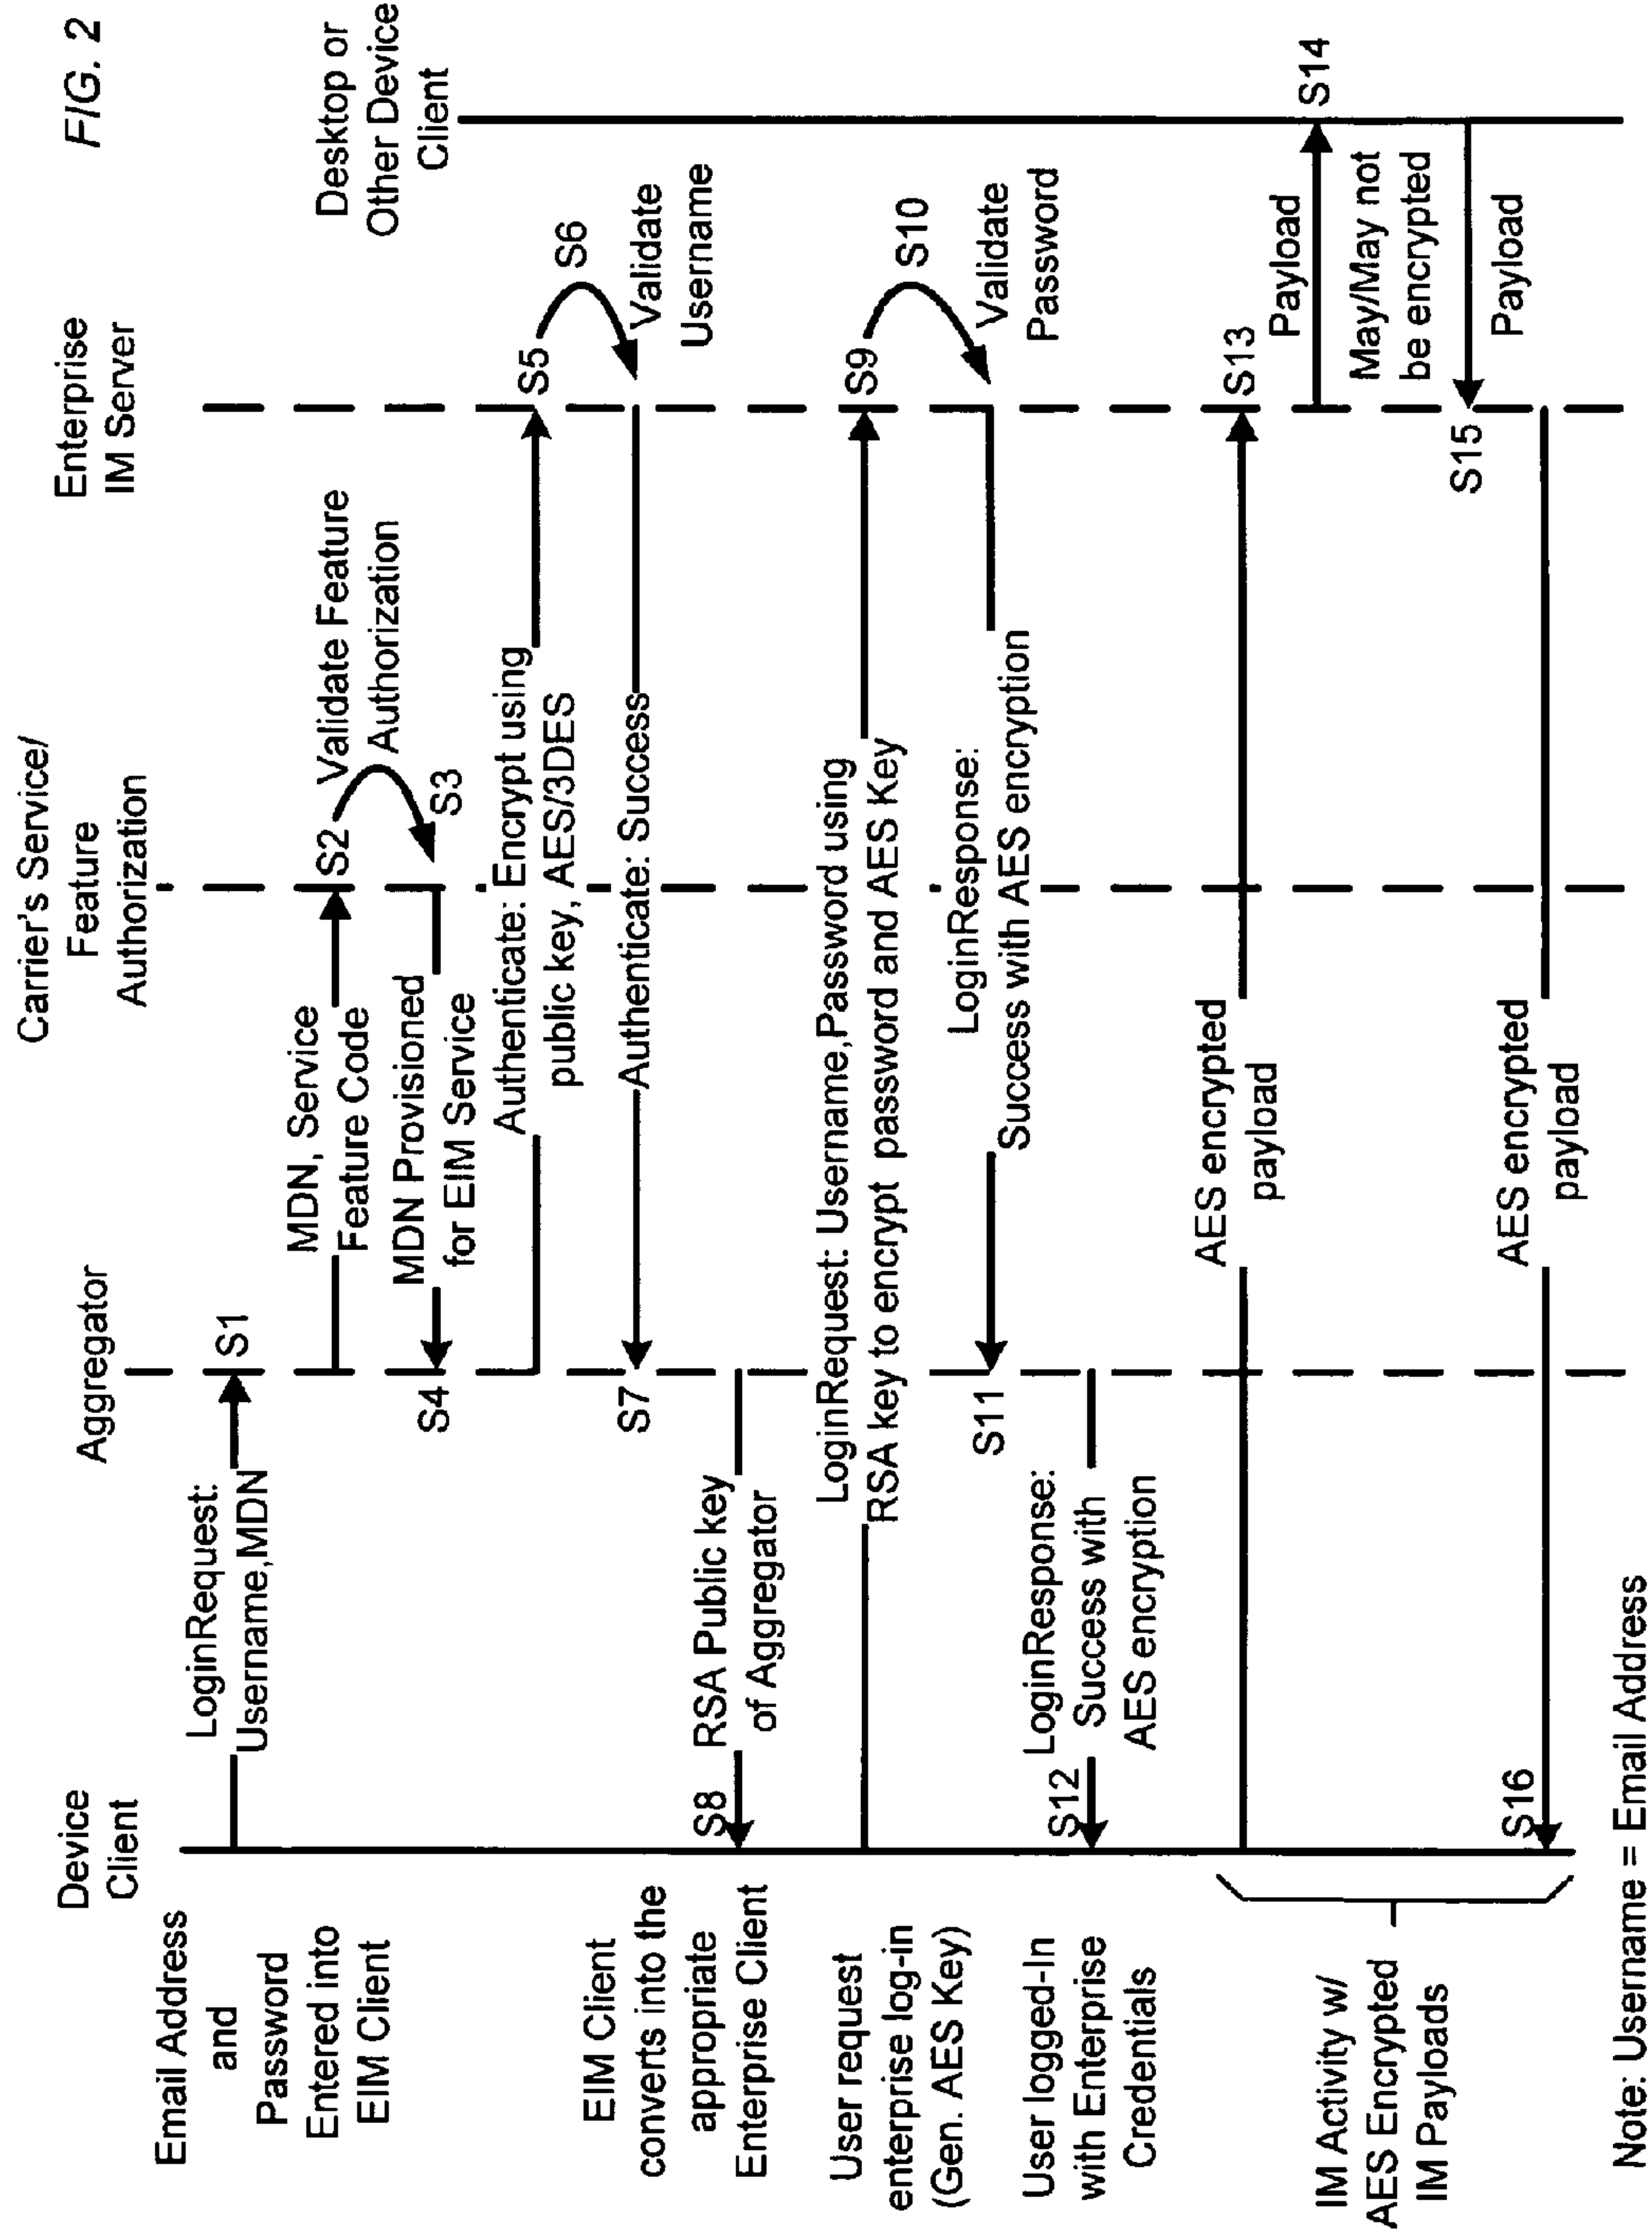 FIG. 2
Device
Client
Aggregator
Carrier's Service/
Feature
Authorization
Enterprise
IM Server
Desktop or
Other Device
Client
Email Address
and
Password
Entered into
EIM Client
LoginRequest:
Username,MDN
S1
MDN, Service
Feature Code
S2
Validate Feature
Authorization
S3
MDN Provisioned
for EIM Service
S4
Authenticate: Encrypt using
public key, AES/3DES
S5
S6
Validate
Username
Authenticate: Success
S7
EIM Client
converts into the
appropriate
Enterprise Client
S8
RSA Public key
of Aggregator
User request
enterprise log-in
(Gen. AES Key)
LoginRequest: Username,Password using
RSA key to encrypt password and AES Key
S9
S10
Validate
Password
LoginResponse:
Success with AES encryption
S11
User logged-In
with Enterprise
Credentials
S12
LoginResponse:
Success with
AES encryption
IM Activity w/
AES Encrypted
IM Payloads
AES encrypted
payload
S13
Payload
S14
May/May not
be encrypted
S15
Payload
AES encrypted
payload
S16
Note: Username = Email Address